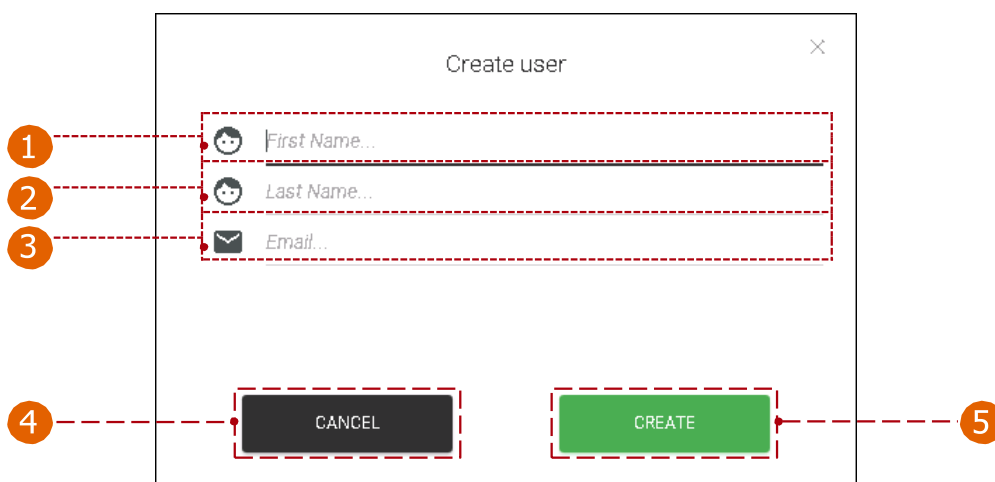 Create user
1
First Name...
2
Last Name...
3
Email...
4
CANCEL
CREATE
5